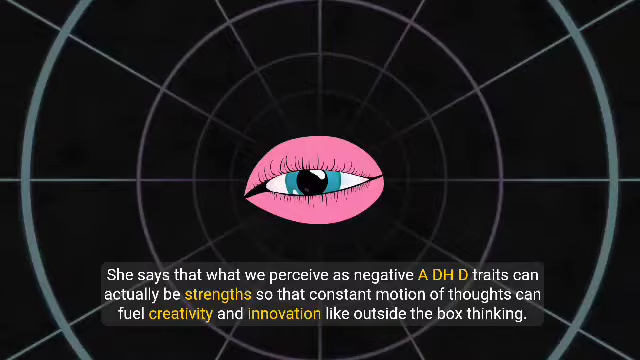 She says that what we perceive as negative A DH D traits can
actually be strengths so that constant motion of thoughts can
fuel creativity and innovation like outside the box thinking.